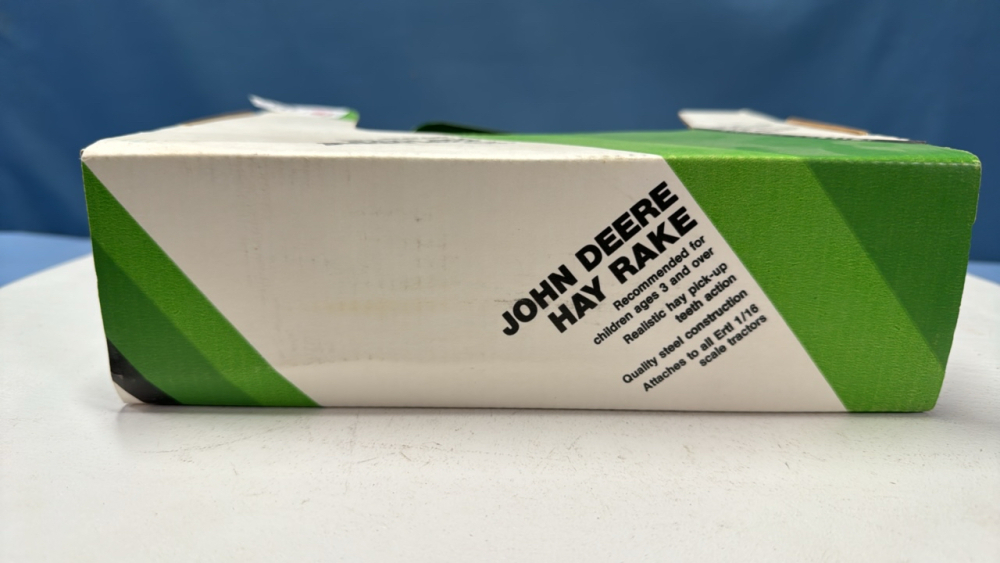 JOHN DEERE
HAY RAKE
Recommended for
children ages 3 and over
Realistic hay pick-up
teeth action
Quality steel construction
Attaches to all Ertl 1/16
scale tractors